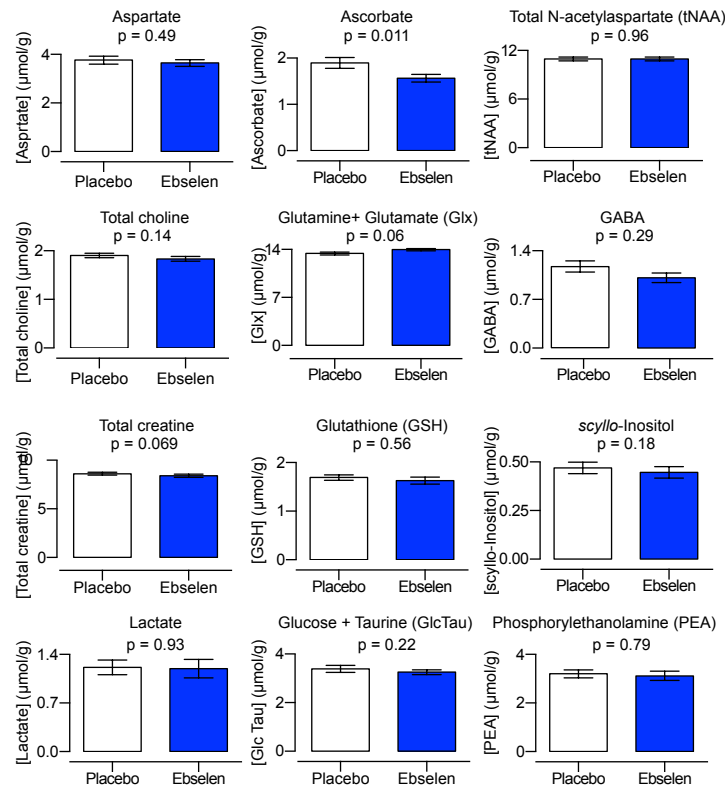 Aspartate
p = 0.49
[Asprtate] (μmol/g)
4
2
0
Placebo Ebselen
Ascorbate
p = 0.011
[Ascorbate] (μmol/g)
2
1
0
Placebo Ebselen
Total N-acetylaspartate (tNAA)
p = 0.96
[tNAA] (μmol/g)
12
6
0
Placebo Ebselen
Total choline
p = 0.14
[Total choline] (μmol/g)
2
1
0
Placebo Ebselen
Glutamine+ Glutamate (Glx)
p = 0.06
[Glx] (μmol/g)
14
7
0
Placebo Ebselen
GABA
p = 0.29
[GABA] (μmol/g)
1.4
0.7
0.0
Placebo Ebselen
Total creatine
p = 0.069
[Total creatine] (μmol/g)
0
5
0
Placebo Ebselen
Glutathione (GSH)
p = 0.56
[GSH] (μmol/g)
2
1
0
Placebo Ebselen
scyllo-Inositol
p = 0.18
[scyllo-Inositol] (μmol/g)
0.50
0.25
0.00
Placebo Ebselen
Lactate
p = 0.93
[Lactate] (μmol/g)
1.4
0.7
0.0
Placebo Ebselen
Glucose + Taurine (GlcTau)
p = 0.22
[Glc Tau] (μmol/g)
4
2
0
Placebo Ebselen
Phosphorylethanolamine (PEA)
p = 0.79
[PEA] (μmol/g)
4
2
0
Placebo Ebselen